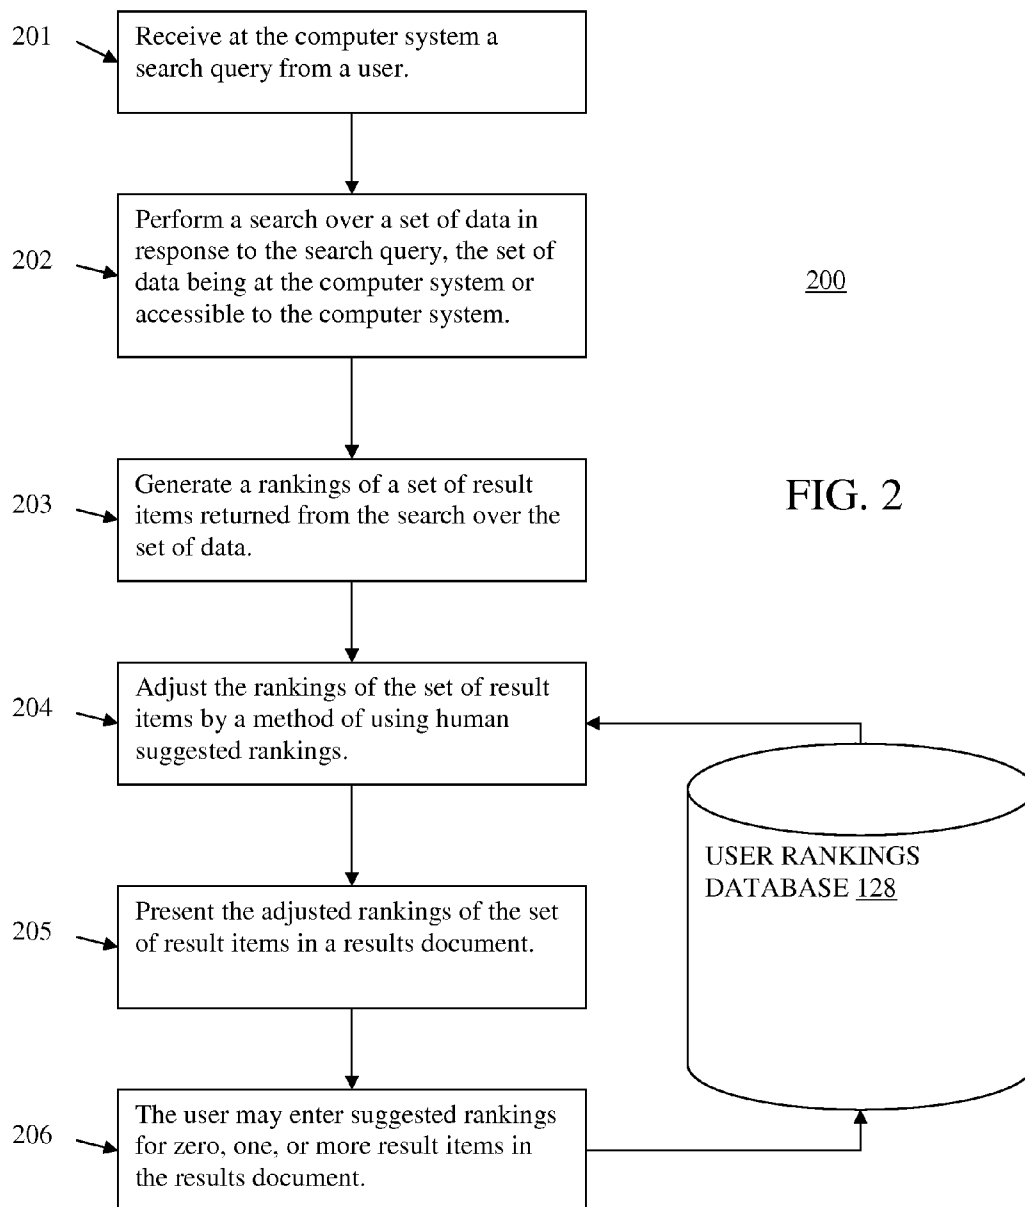 201
Receive at the computer system a
search query from a user.
202
Perform a search over a set of data in
response to the search query, the set of
data being at the computer system or
accessible to the computer system.
200
203
Generate a rankings of a set of result
items returned from the search over the
set of data.
FIG. 2
204
Adjust the rankings of the set of result
items by a method of using human
suggested rankings.
USER RANKINGS
DATABASE 128
205
Present the adjusted rankings of the set
of result items in a results document.
206
The user may enter suggested rankings
for zero, one, or more result items in
the results document.